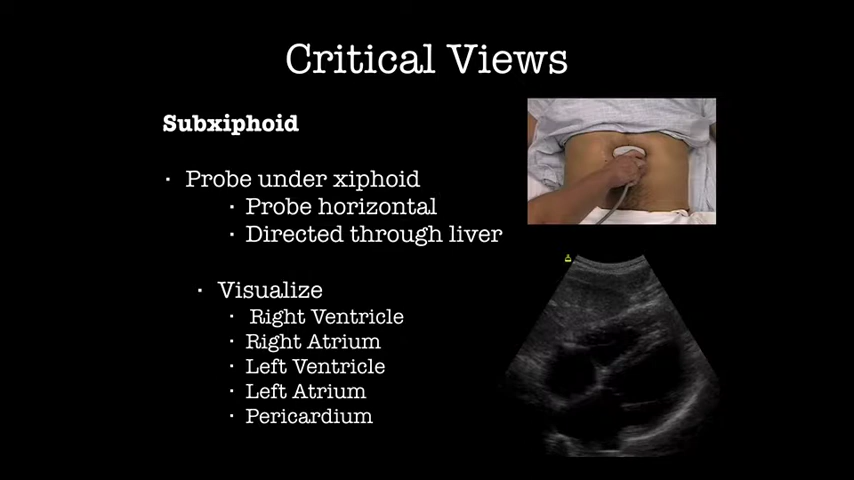 Critical Views
Subxiphoid
· Probe under xiphoid
· Probe horizontal
· Directed through liver
· Visualize
· Right Ventricle
· Right Atrium
· Left Ventricle
· Left Atrium
· Pericardium